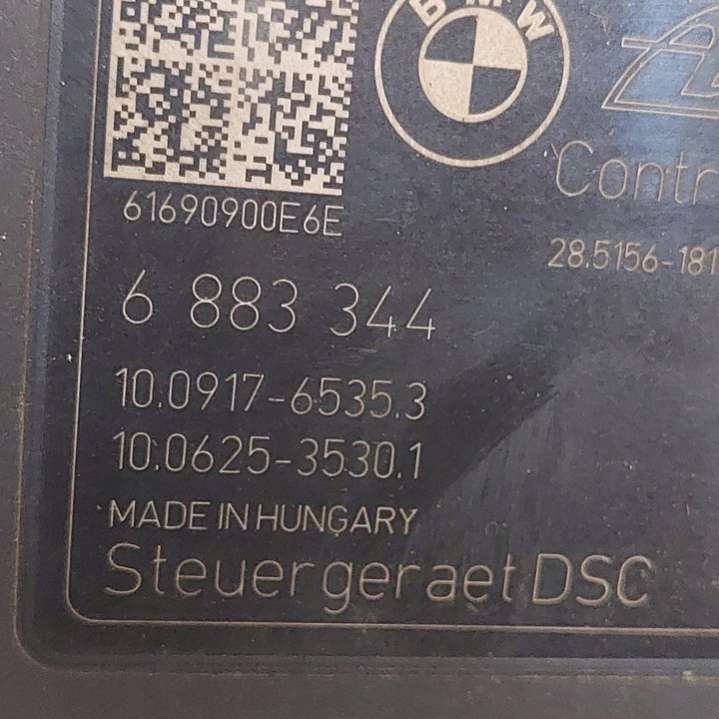 BMW
Contr
61690900E6E
28.5156-181
6 883 344
10.0917-6535.3
10.0625-3530.1
MADE IN HUNGARY
Steuergeraet DSC